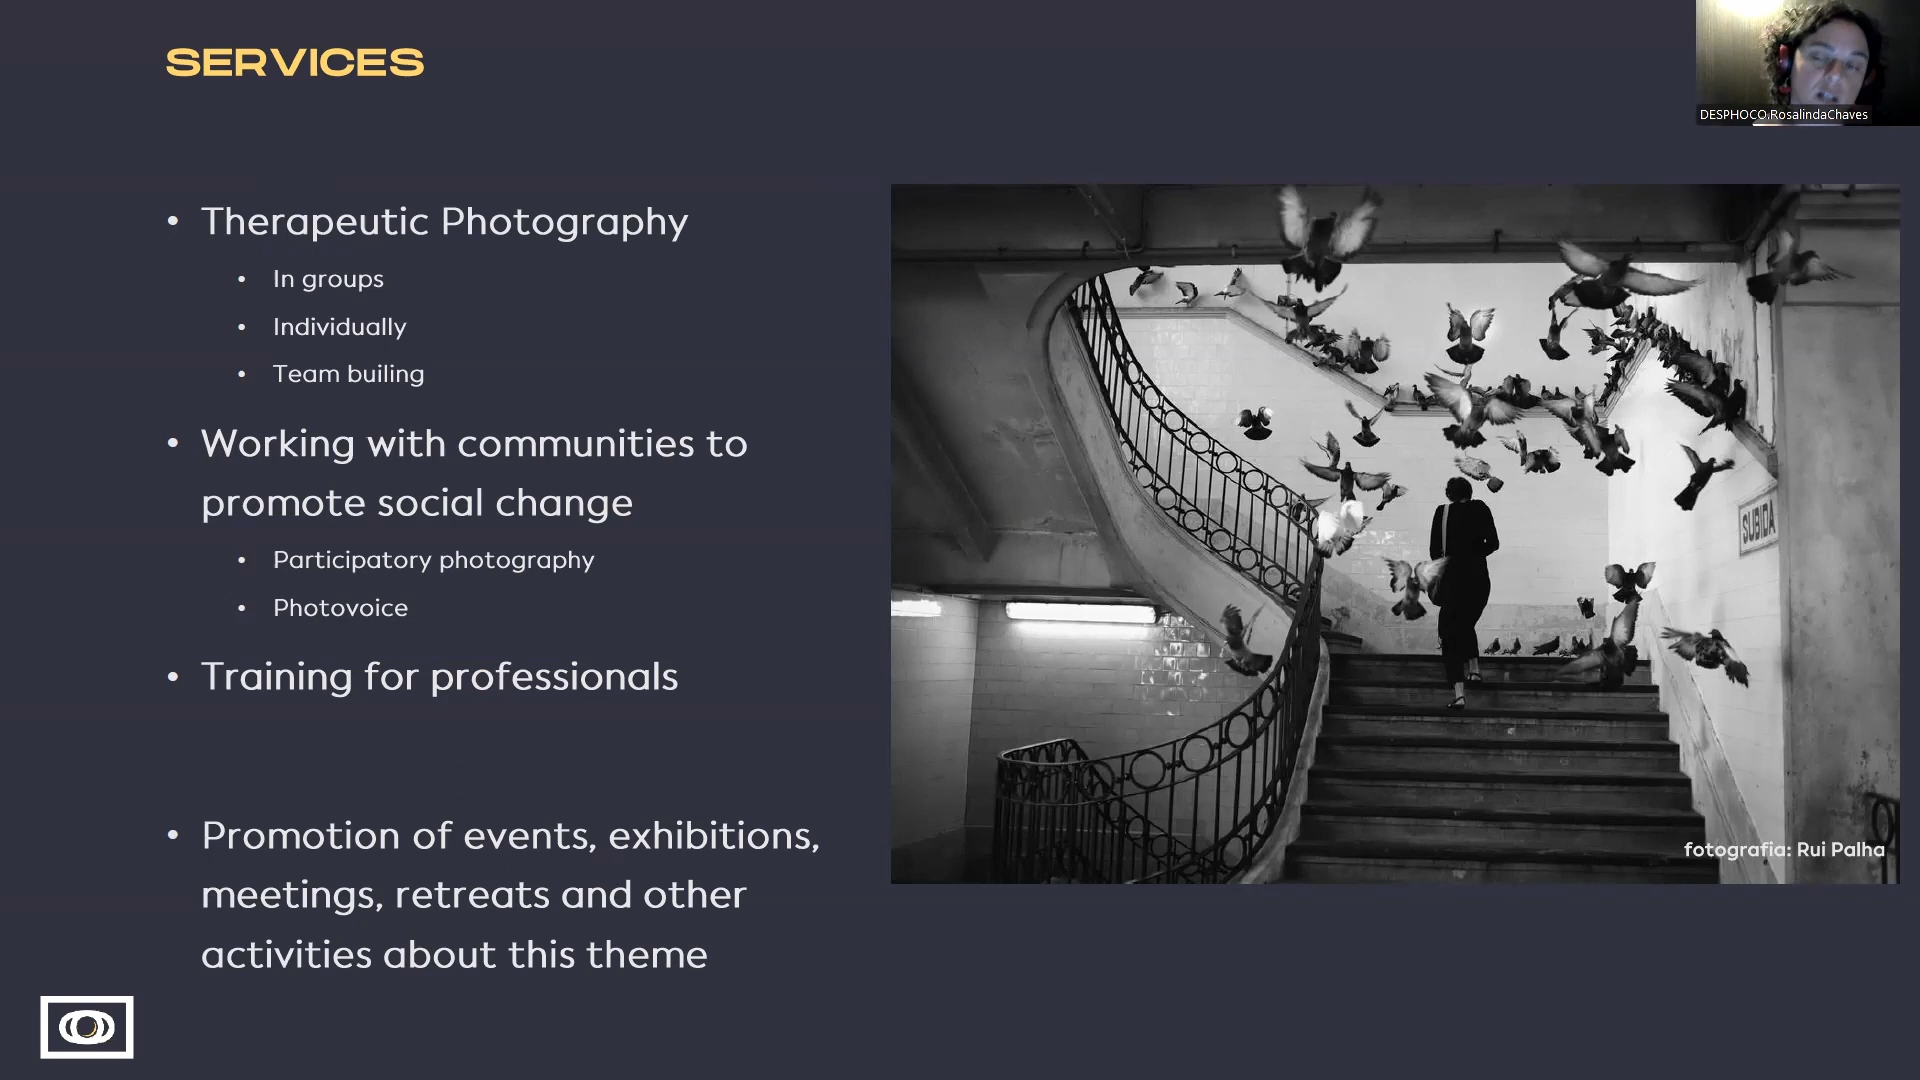 SERVICES
DESPHOCO.RosalindaChaves
• Therapeutic Photography
• In groups
• Individually
• Team builing
• Working with communities to
promote social change
• Participatory photography
• Photovoice
• Training for professionals
• Promotion of events, exhibitions,
meetings, retreats and other
activities about this theme
SUBIDA
fotografia: Rui Palha